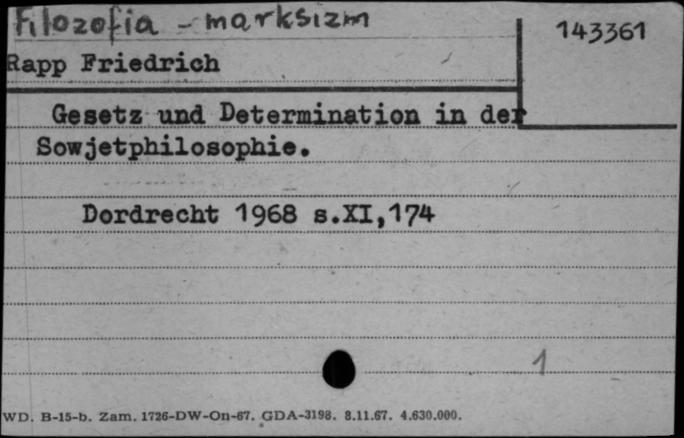 Filozofia - marksizm
143361
Rapp Friedrich
Gesetz und Determination in der
Sowjetphilosophie.
Dordrecht 1968 s.XI,174
1
WD. B-15-b. Zam. 1726-DW-On-67. GDA-3198. 8.11.67. 4.630.000.